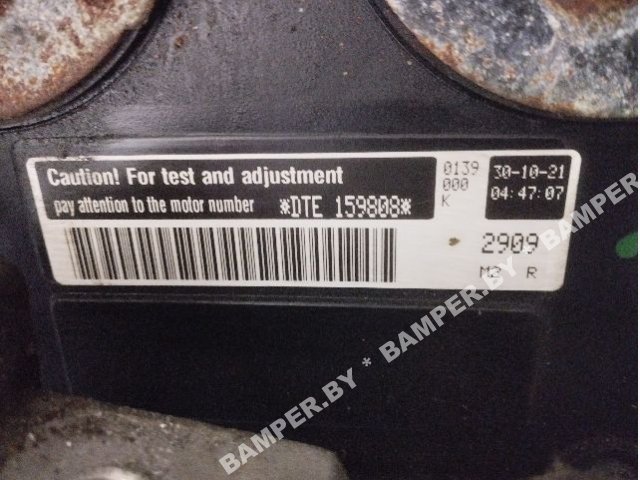 Caution! For test and adjustment
pay attention to the motor number *DTE 159808*
0139
000
K
30-10-21
04:47:07
2909
M2 R
BAMPER.BY * BAMPER.BY * BAMPER.BY